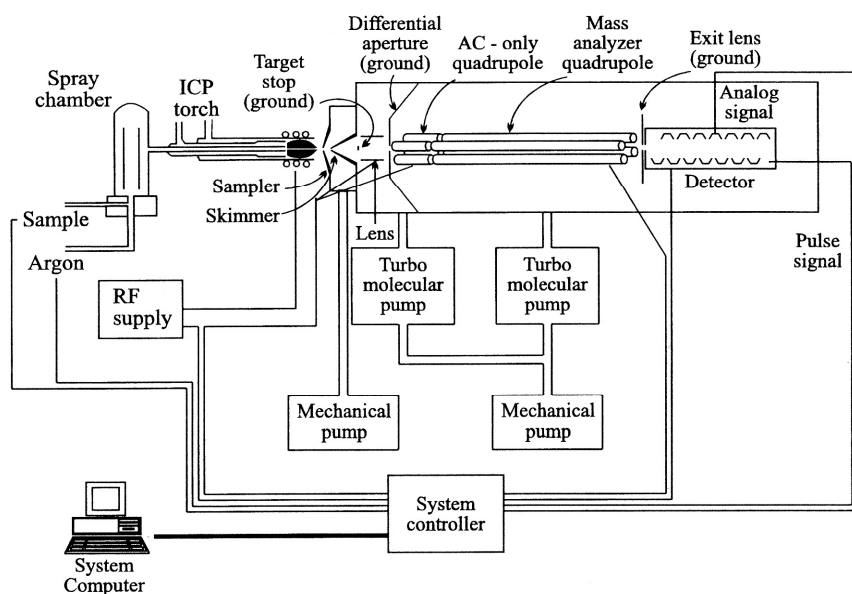 Differential
aperture
(ground)
AC - only
quadrupole
Mass
analyzer
quadrupole
Exit lens
(ground)
Target
stop
(ground)
ICP
torch
Spray
chamber
Analog
signal
Sampler
Skimmer
Lens
Detector
Sample
Argon
Pulse
signal
RF
supply
Turbo
molecular
pump
Turbo
molecular
pump
Mechanical
pump
Mechanical
pump
System
controller
System
Computer